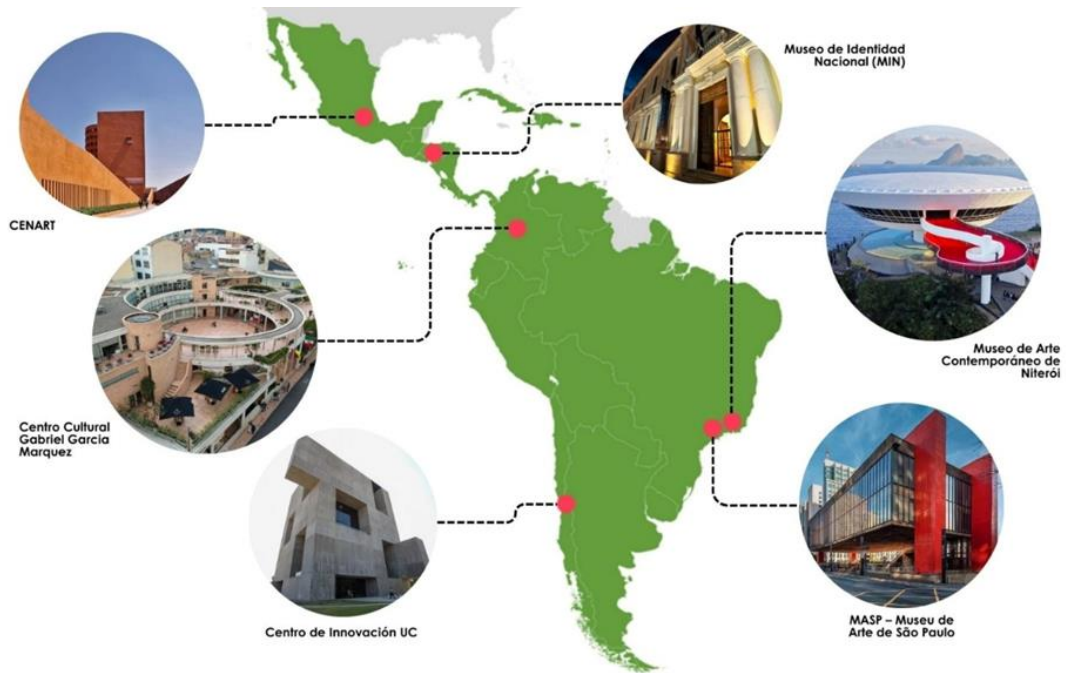 Museo de Identidad
Nacional (MIN)
CENART
Museo de Arte
Contemporáneo de
Niterói
Centro Cultural
Gabriel Garcia
Marquez
Centro de Innovación UC
MASP – Museu de
Arte de São Paulo